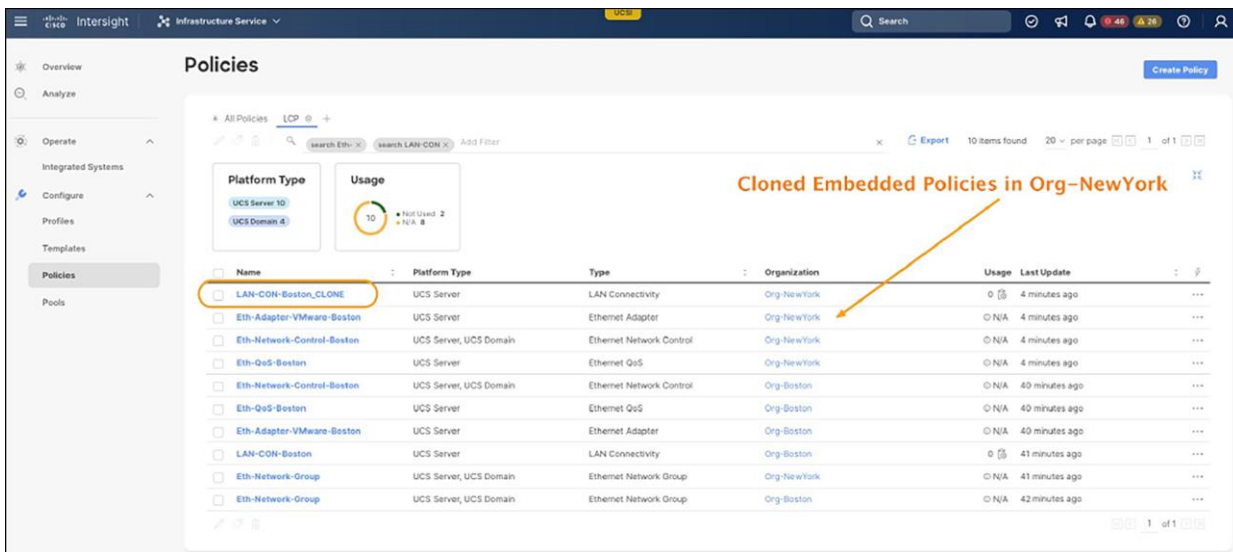 UCSI
CISCO Intersight Infrastructure Service Search 46 26
Overview
Analyze
Operate
Integrated Systems
Configure
Profiles
Templates
Policies
Pools
Policies
Create Policy
All Policies LCP +
search Eth- × search LAN-CON × Add Filter × Export 10 items found 20 per page 1 of 1
Platform Type
UCS Server 10
UCS Domain 4
Usage
10
Not Used 2
N/A 8
Cloned Embedded Policies in Org-NewYork
Name Platform Type Type Organization Usage Last Update
LAN-CON-Boston_CLONE UCS Server LAN Connectivity Org-NewYork 0 4 minutes ago ...
Eth-Adapter-VMware-Boston UCS Server Ethernet Adapter Org-NewYork N/A 4 minutes ago ...
Eth-Network-Control-Boston UCS Server, UCS Domain Ethernet Network Control Org-NewYork N/A 4 minutes ago ...
Eth-QoS-Boston UCS Server Ethernet QoS Org-NewYork N/A 4 minutes ago ...
Eth-Network-Control-Boston UCS Server, UCS Domain Ethernet Network Control Org-Boston N/A 40 minutes ago ...
Eth-QoS-Boston UCS Server Ethernet QoS Org-Boston N/A 40 minutes ago ...
Eth-Adapter-VMware-Boston UCS Server Ethernet Adapter Org-Boston N/A 40 minutes ago ...
LAN-CON-Boston UCS Server LAN Connectivity Org-Boston 0 41 minutes ago ...
Eth-Network-Group UCS Server, UCS Domain Ethernet Network Group Org-NewYork N/A 41 minutes ago ...
Eth-Network-Group UCS Server, UCS Domain Ethernet Network Group Org-Boston N/A 42 minutes ago ...
1 of 1